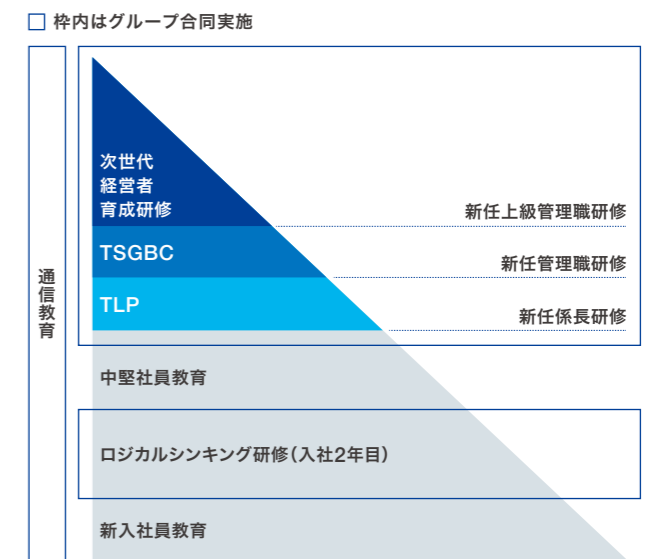 枠内はグループ合同実施
通信教育
次世代
経営者
育成研修
新任上級管理職研修
TSGBC
新任管理職研修
TLP
新任係長研修
中堅社員教育
ロジカルシンキング研修(入社2年目)
新入社員教育